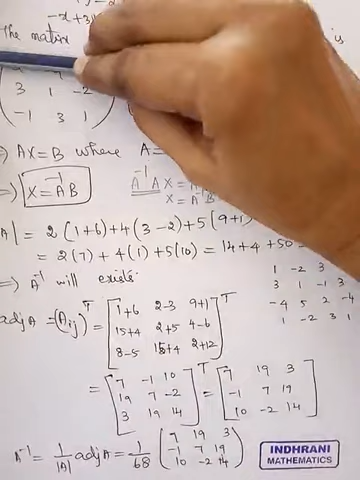 -x+3y
The matrix is
3 1 -2
-1 3 1
⇒ AX=B where A=
⇒ X=A⁻¹B A⁻¹AX=
X=A⁻¹B
|A|= 2(1+6)+4(3-2)+5(9+1)
= 2(7)+4(1)+5(10) = 14+4+50
⇒ A⁻¹ will exists.
1 -2 3
3 1 -1 3
-4 5 2 -4
1 -2 3 1
adjA = (Aij)ᵀ = [1+6 2-3 9+1]ᵀ
15+4 2+5 4-6
8-5 15+4 2+12
= [7 -1 10]ᵀ = [7 19 3]
19 7 -2 -1 7 19
3 19 14 10 -2 14
A⁻¹ = 1/|A| adjA = 1/68 (7 19 3)
-1 7 19
10 -2 14
INDHRANI
MATHEMATICS